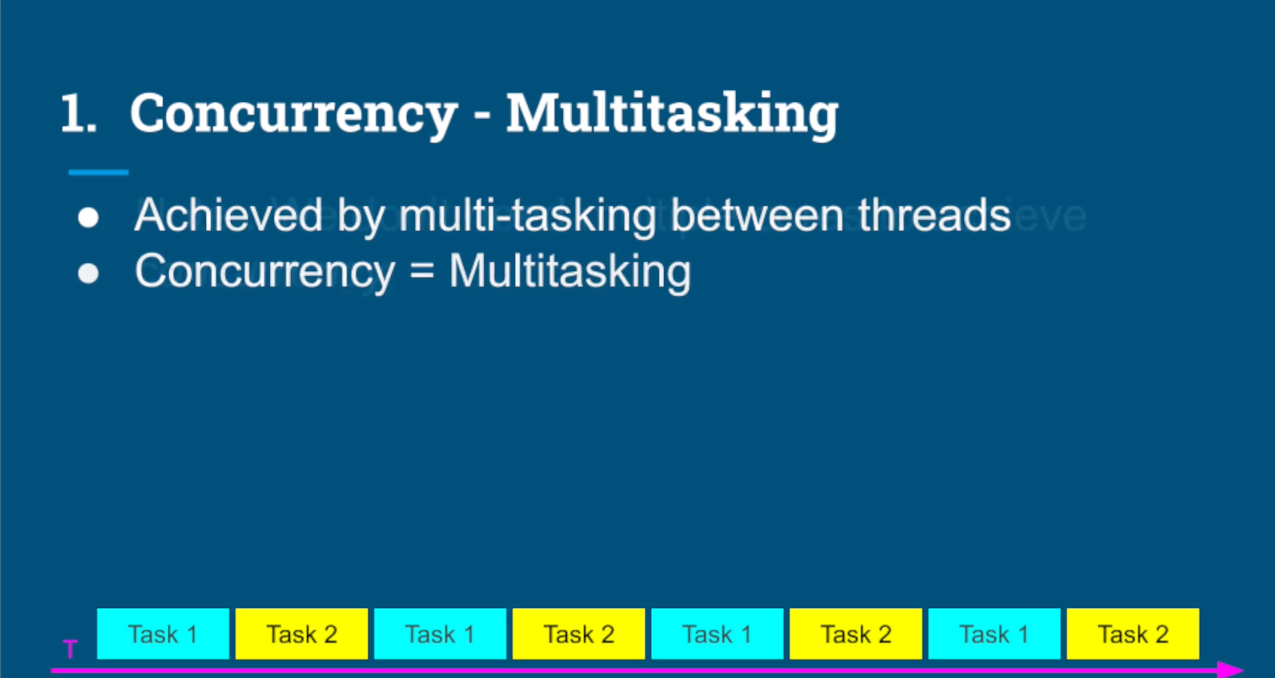 1. Concurrency - Multitasking
● Achieved by multi-tasking between threads
● Concurrency = Multitasking
T
Task 1
Task 2
Task 1
Task 2
Task 1
Task 2
Task 1
Task 2